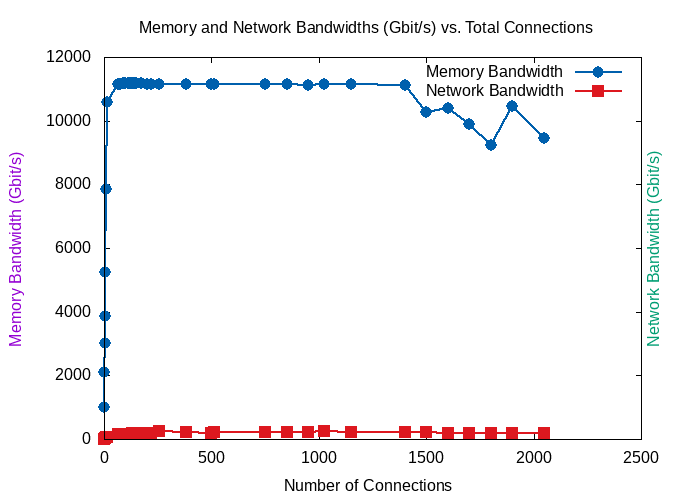 Memory and Network Bandwidths (Gbit/s) vs. Total Connections
12000
10000
8000
6000
4000
2000
0
Memory Bandwidth (Gbit/s)
Memory Bandwidth
Network Bandwidth
Network Bandwidth (Gbit/s)
0 500 1000 1500 2000 2500
Number of Connections